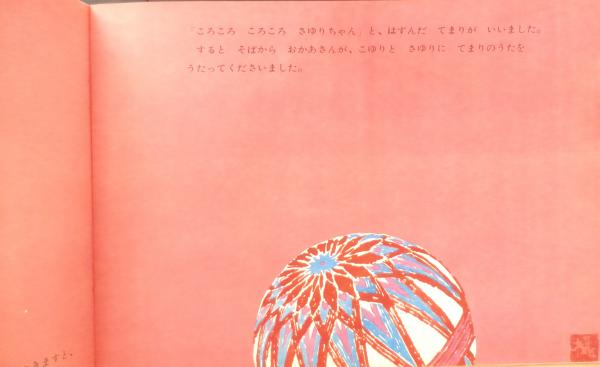 「ころころ　ころころ　さゆりちゃん」と、はずんだ　てまりが　いいました。
すると　そばから　おかあさんが、こゆりと　さゆりに　てまりのうたを
うたってくださいました。
きますと、